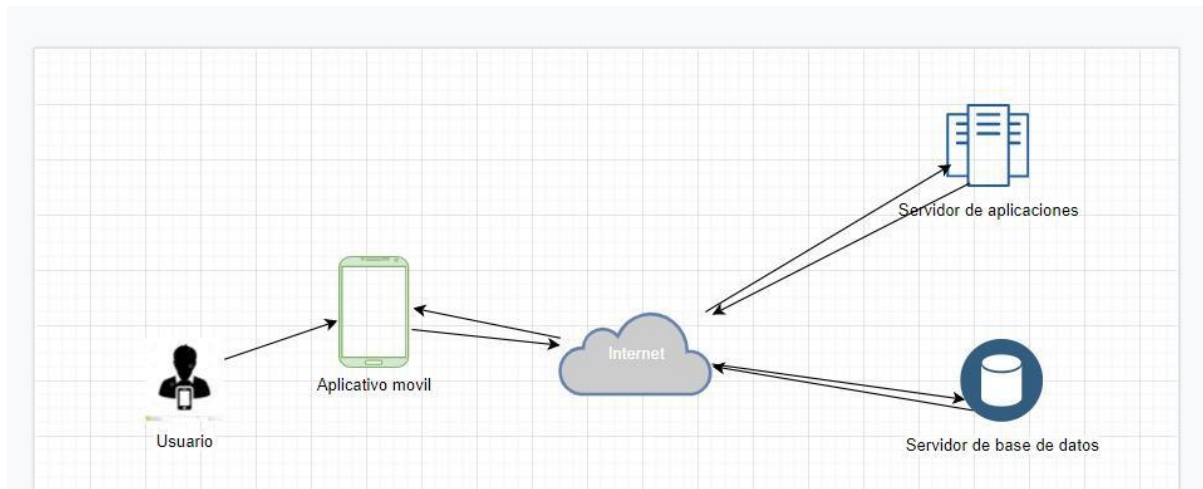 Servidor de aplicaciones
Internet
Aplicativo movil
Usuario
Servidor de base de datos